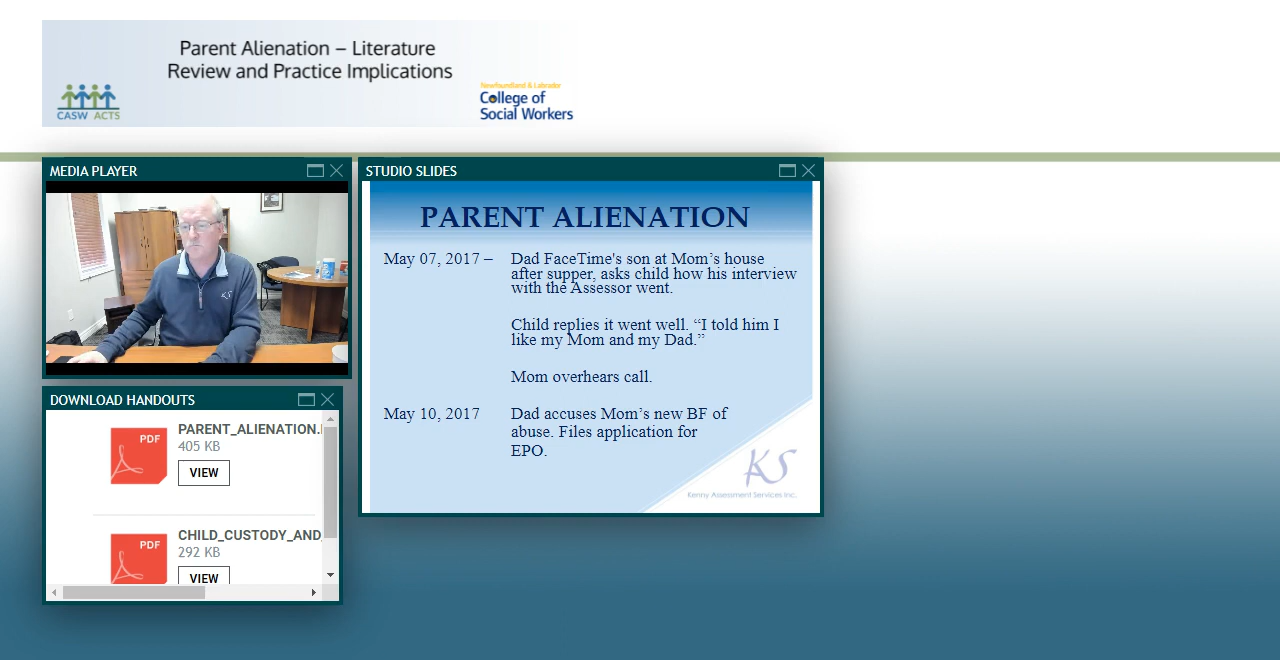 Parent Alienation – Literature
Review and Practice Implications
CASW ACTS
Newfoundland & Labrador
College of
Social Workers
MEDIA PLAYER
KS
STUDIO SLIDES
PARENT ALIENATION
May 07, 2017 – Dad FaceTime's son at Mom’s house
after supper, asks child how his interview
with the Assessor went.
Child replies it went well. “I told him I
like my Mom and my Dad.”
Mom overhears call.
May 10, 2017 Dad accuses Mom’s new BF of
abuse. Files application for
EPO.
KS
Kenny Assessment Services Inc.
DOWNLOAD HANDOUTS
PDF
PARENT_ALIENATION.
405 KB
VIEW
PDF
CHILD_CUSTODY_AND_
292 KB
VIEW